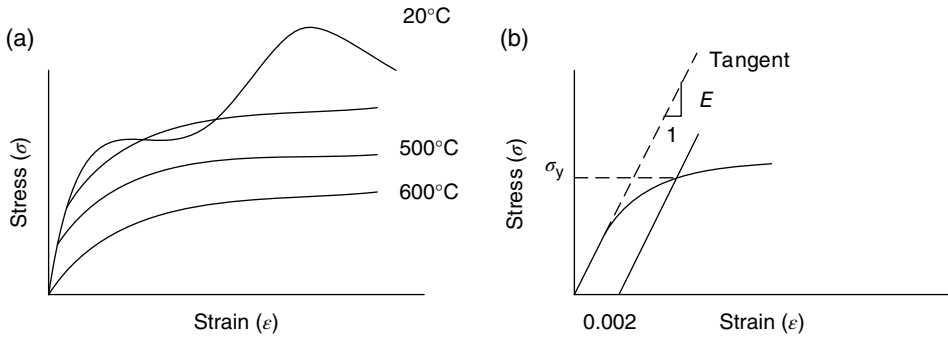 (a)
20°C
Stress (σ)
500°C
600°C
Strain (ε)
(b)
Tangent
E
1
σy
Stress (σ)
0.002
Strain (ε)